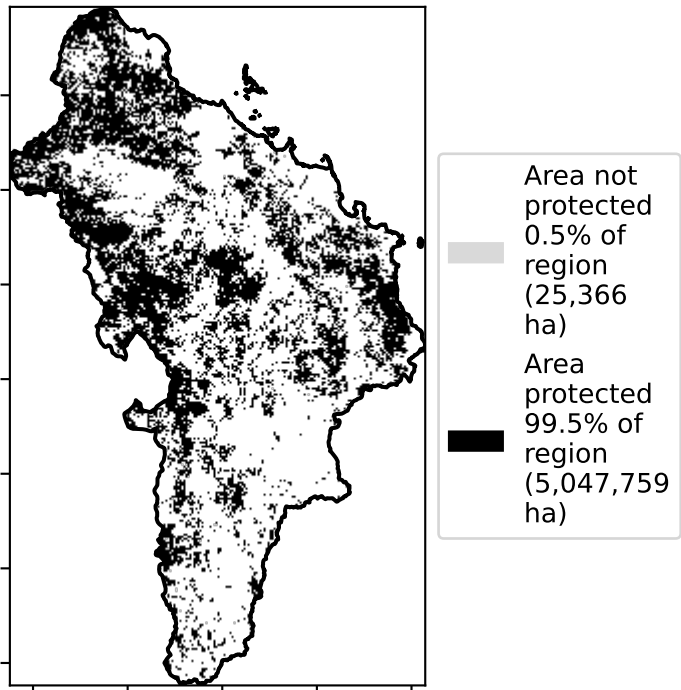 Area not
protected
0.5% of
region
(25,366
ha)
Area
protected
99.5% of
region
(5,047,759
ha)